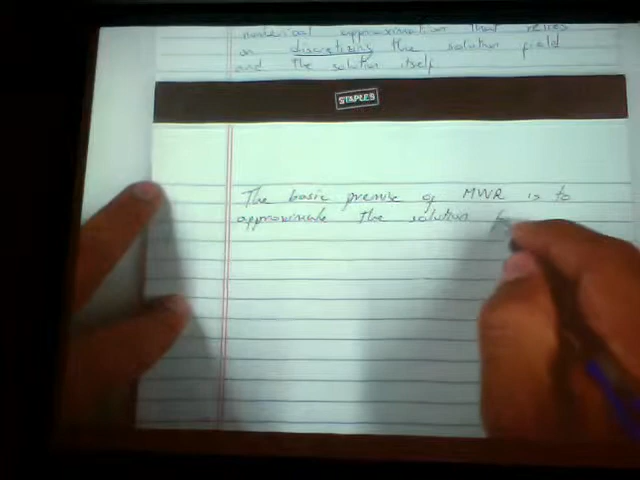 numerical approximation that relies
on discretizing the solution field
and the solution itself
STAPLES
The basic premise of MWR is to
approximate the solution